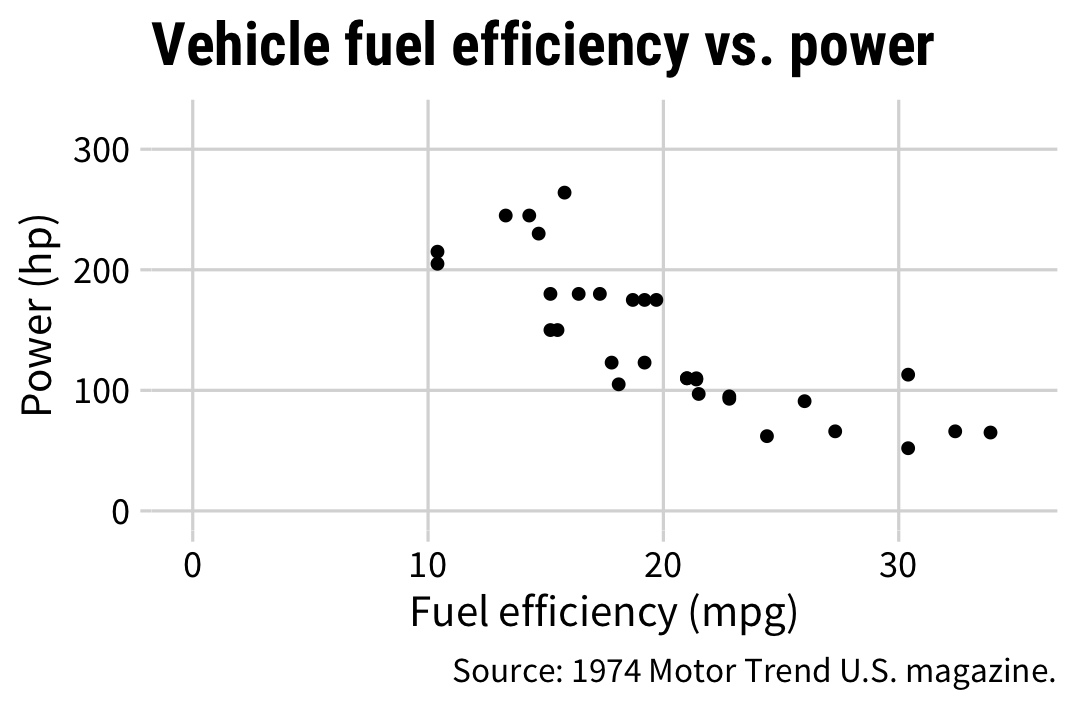 Vehicle fuel efficiency vs. power
300
200
100
0
Power (hp)
0 10 20 30
Fuel efficiency (mpg)
Source: 1974 Motor Trend U.S. magazine.